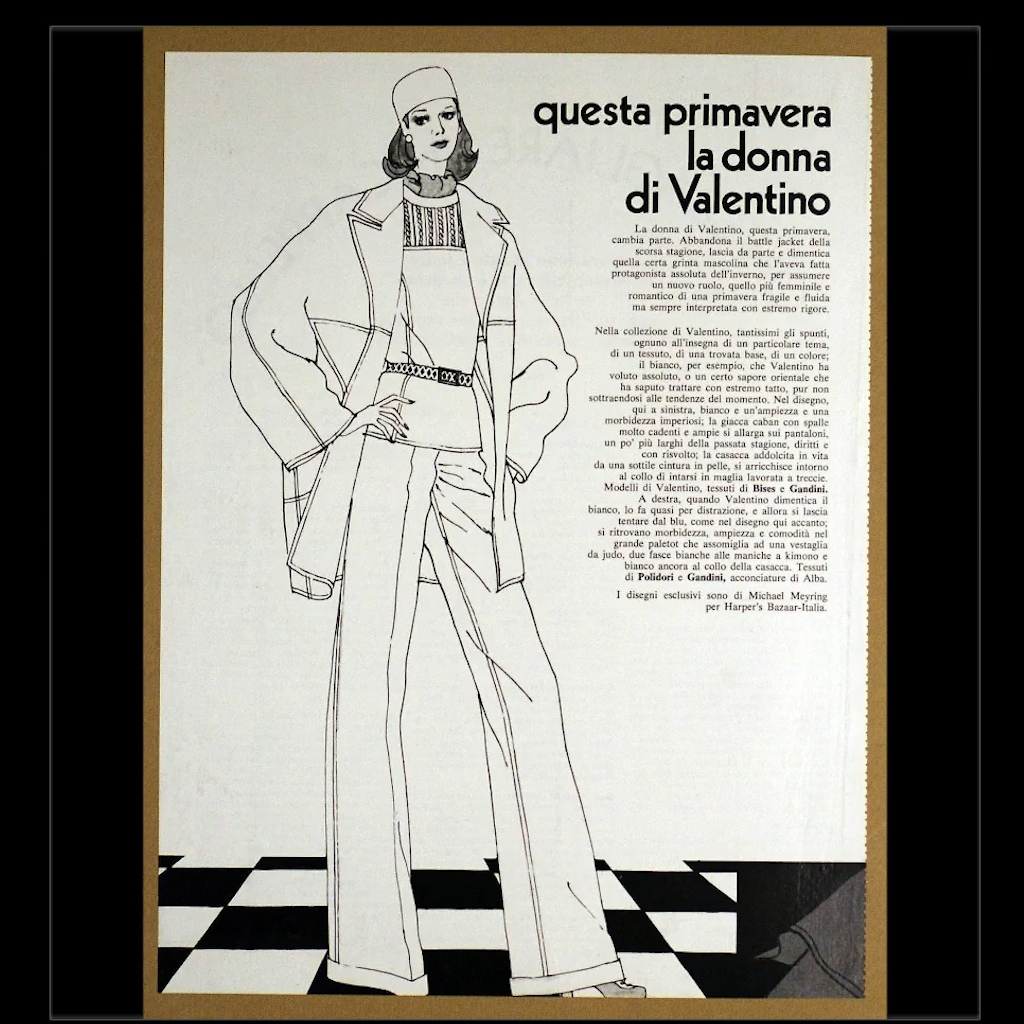 questa primavera
la donna
di Valentino
La donna di Valentino, questa primavera,
cambia parte. Abbandona il battle jacket della
scorsa stagione, lascia da parte e dimentica
quella certa grinta mascolina che l'aveva fatta
protagonista assoluta dell'inverno, per assumere
un nuovo ruolo, quello più femminile e
romantico di una primavera fragile e fluida
ma sempre interpretata con estremo rigore.
Nella collezione di Valentino, tantissimi gli spunti,
ognuno all'insegna di un particolare tema,
di un tessuto, di una trovata base, di un colore;
il bianco, per esempio, che Valentino ha
voluto assoluto, o un certo sapore orientale che
ha saputo trattare con estremo tatto, pur non
sottraendosi alle tendenze del momento. Nel disegno,
qui a sinistra, bianco e un'ampiezza e una
morbidezza imperiosi; la giacca caban con spalle
molto cadenti e ampie si allarga sui pantaloni,
un po' più larghi della passata stagione, diritti e
con risvolto; la casacca addolcita in vita
da una sottile cintura in pelle, si arricchisce intorno
al collo di intarsi in maglia lavorata a treccie.
Modelli di Valentino, tessuti di Bises e Gandini.
A destra, quando Valentino dimentica il
bianco, lo fa quasi per distrazione, e allora si lascia
tentare dal blu, come nel disegno qui accanto;
si ritrovano morbidezza, ampiezza e comodità nel
grande paletot che assomiglia ad una vestaglia
da judo, due fasce bianche alle maniche a kimono e
bianco ancora al collo della casacca. Tessuti
di Polidori e Gandini, acconciature di Alba.
I disegni esclusivi sono di Michael Meyring
per Harper's Bazaar-Italia.